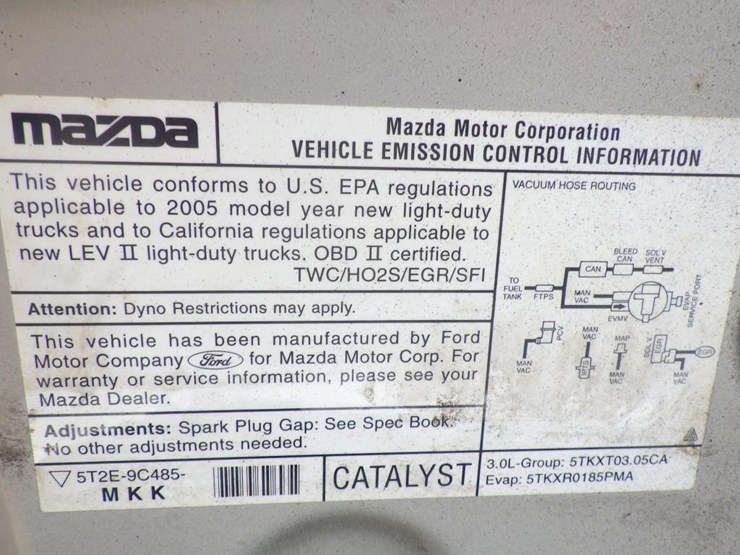 mazda
Mazda Motor Corporation
VEHICLE EMISSION CONTROL INFORMATION
This vehicle conforms to U.S. EPA regulations
applicable to 2005 model year new light-duty
trucks and to California regulations applicable to
new LEV II light-duty trucks. OBD II certified.
TWC/HO2S/EGR/SFI
Attention: Dyno Restrictions may apply.
This vehicle has been manufactured by Ford
Motor Company Ford for Mazda Motor Corp. For
warranty or service information, please see your
Mazda Dealer.
Adjustments: Spark Plug Gap: See Spec Book.
No other adjustments needed.
5T2E-9C485-
MKK
CATALYST
3.0L-Group: 5TKXT03.05CA
Evap: 5TKXR0185PMA
VACUUM HOSE ROUTING
BLEED
CAN
SOLV
VENT
CAN
TO
FUEL
TANK
FTPS
MAN
VAC
EVMV
EVAP
SERVICE PORT
PCV
MAN
VAC
MAN
VAC
MAP
MAN
VAC
SOLV
EGR
EGR
MAN
VAC